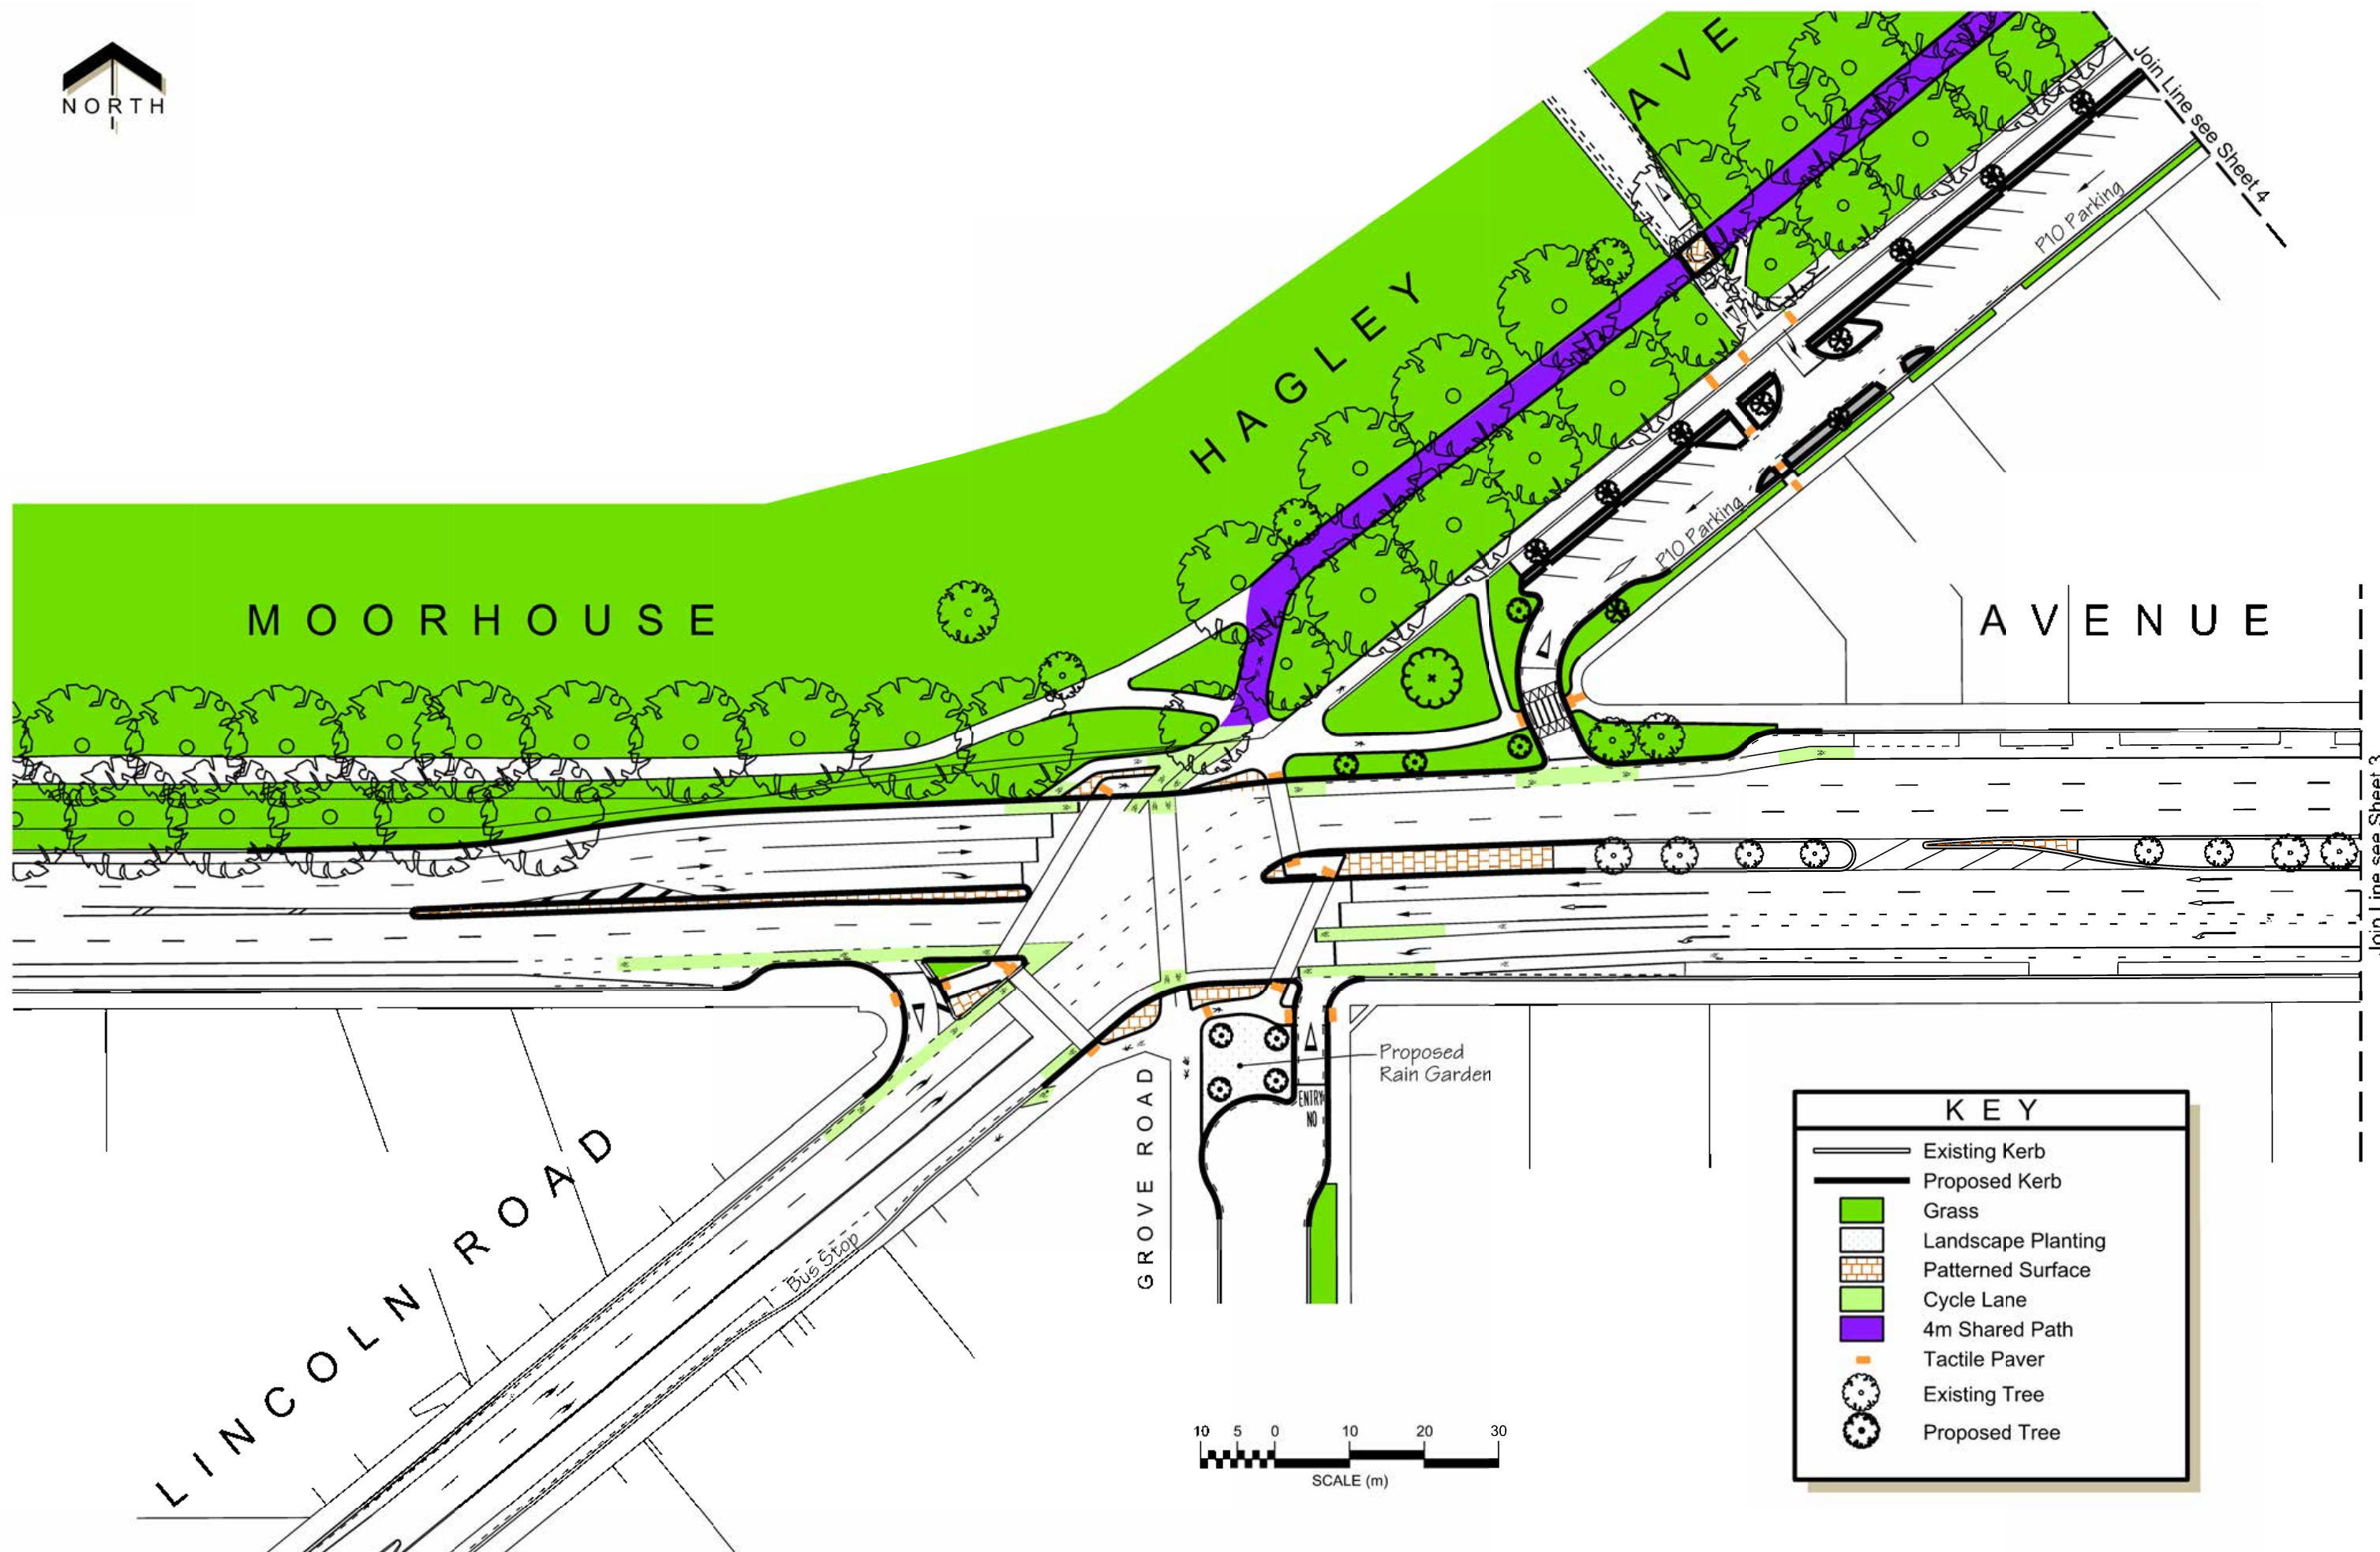 NORTH
AVE
Join Line see Sheet 4
P10 Parking
HAGLEY
P10 Parking
MOORHOUSE
AVENUE
Join Line see Sheet 3
Proposed
Rain Garden
ENTRY
NO
GROVE ROAD
LINCOLN ROAD
Bus Stop
KEY
Existing Kerb
Proposed Kerb
Grass
Landscape Planting
Patterned Surface
Cycle Lane
4m Shared Path
Tactile Paver
Existing Tree
Proposed Tree
10 5 0 10 20 30
SCALE (m)